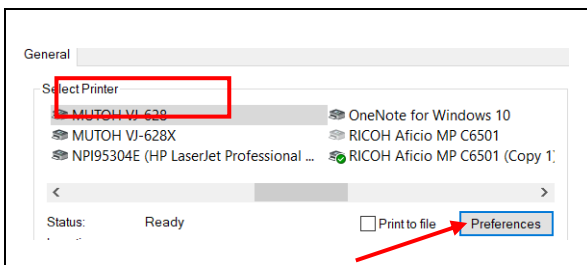 General
Select Printer
MUTOH VJ-628 OneNote for Windows 10
MUTOH VJ-628X RICOH Aficio MP C6501
NPI95304E (HP LaserJet Professional ... RICOH Aficio MP C6501 (Copy 1)
Status: Ready Print to file Preferences